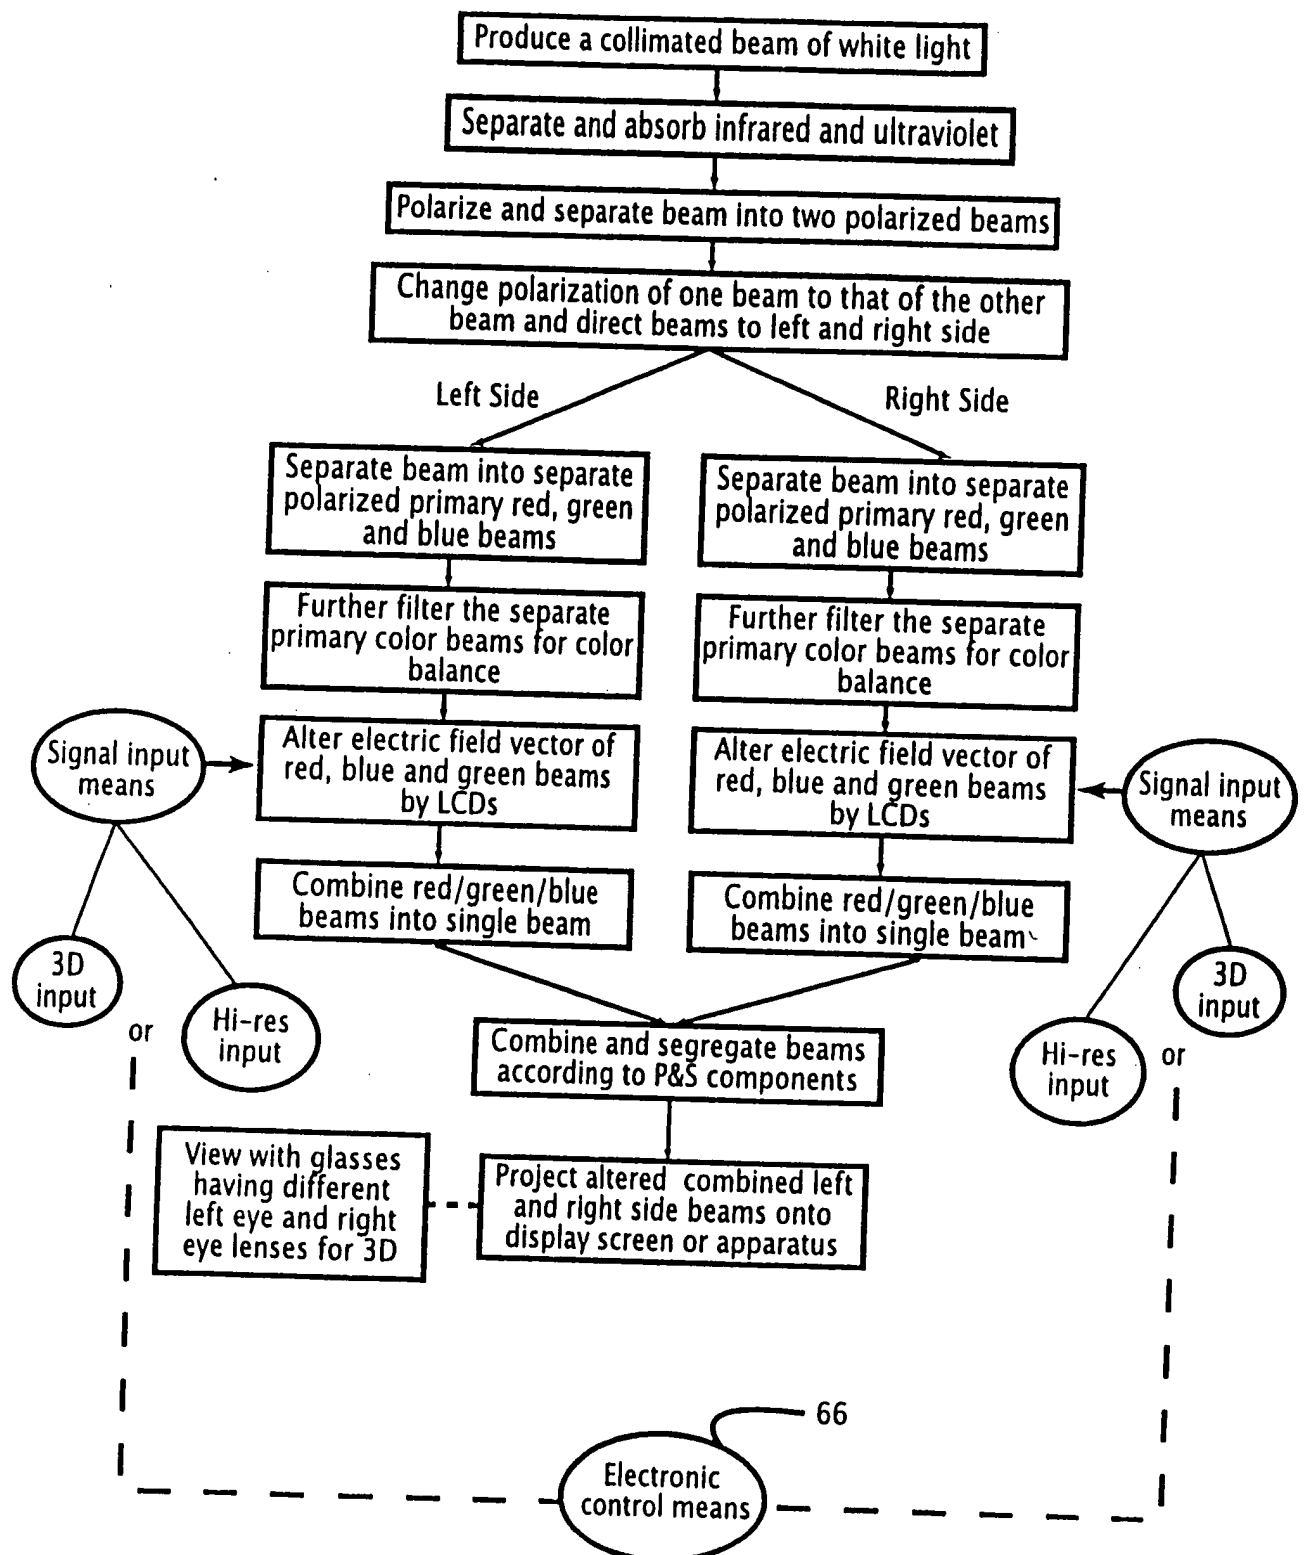 Produce a collimated beam of white light
Separate and absorb infrared and ultraviolet
Polarize and separate beam into two polarized beams
Change polarization of one beam to that of the other
beam and direct beams to left and right side
Left Side
Right Side
Separate beam into separate
polarized primary red, green
and blue beams
Separate beam into separate
polarized primary red, green
and blue beams
Further filter the separate
primary color beams for color
balance
Further filter the separate
primary color beams for color
balance
Signal input
means
Alter electric field vector of
red, blue and green beams
by LCDs
Alter electric field vector of
red, blue and green beams
by LCDs
Signal input
means
Combine red/green/blue
beams into single beam
Combine red/green/blue
beams into single beam
3D
input
or
Hi-res
input
Combine and segregate beams
according to P&S components
Hi-res
input
or
3D
input
View with glasses
having different
left eye and right
eye lenses for 3D
Project altered combined left
and right side beams onto
display screen or apparatus
66
Electronic
control means